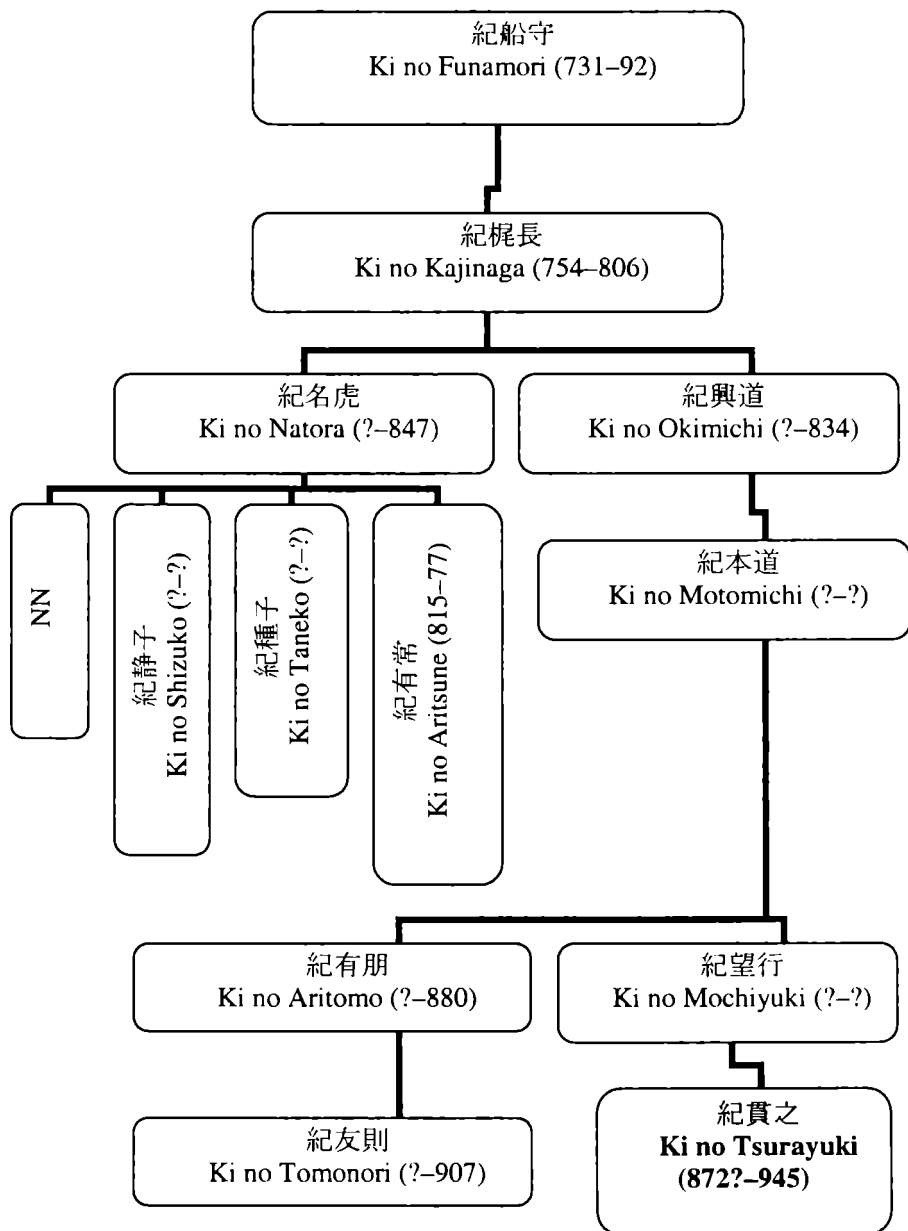 紀船守
Ki no Funamori (731–92)
紀梶長
Ki no Kajinaga (754–806)
紀名虎
Ki no Natora (?–847)
紀興道
Ki no Okimichi (?–834)
NN
紀静子
Ki no Shizuko (?–?)
紀種子
Ki no Taneko (?–?)
紀有常
Ki no Aritsune (815–77)
紀本道
Ki no Motomichi (?–?)
紀有朋
Ki no Aritomo (?–880)
紀望行
Ki no Mochiyuki (?–?)
紀友則
Ki no Tomonori (?–907)
紀貫之
Ki no Tsurayuki
(872?–945)